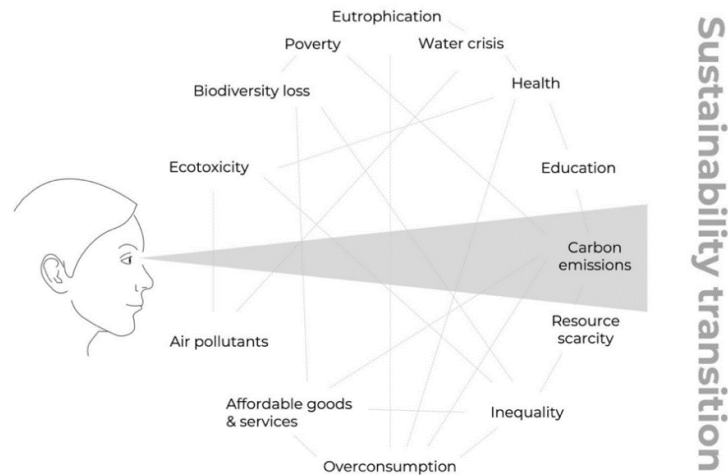 Eutrophication
Poverty
Water crisis
Biodiversity loss
Health
Ecotoxicity
Education
Carbon
emissions
Resource
scarcity
Air pollutants
Affordable goods
& services
Inequality
Overconsumption
Sustainability transition